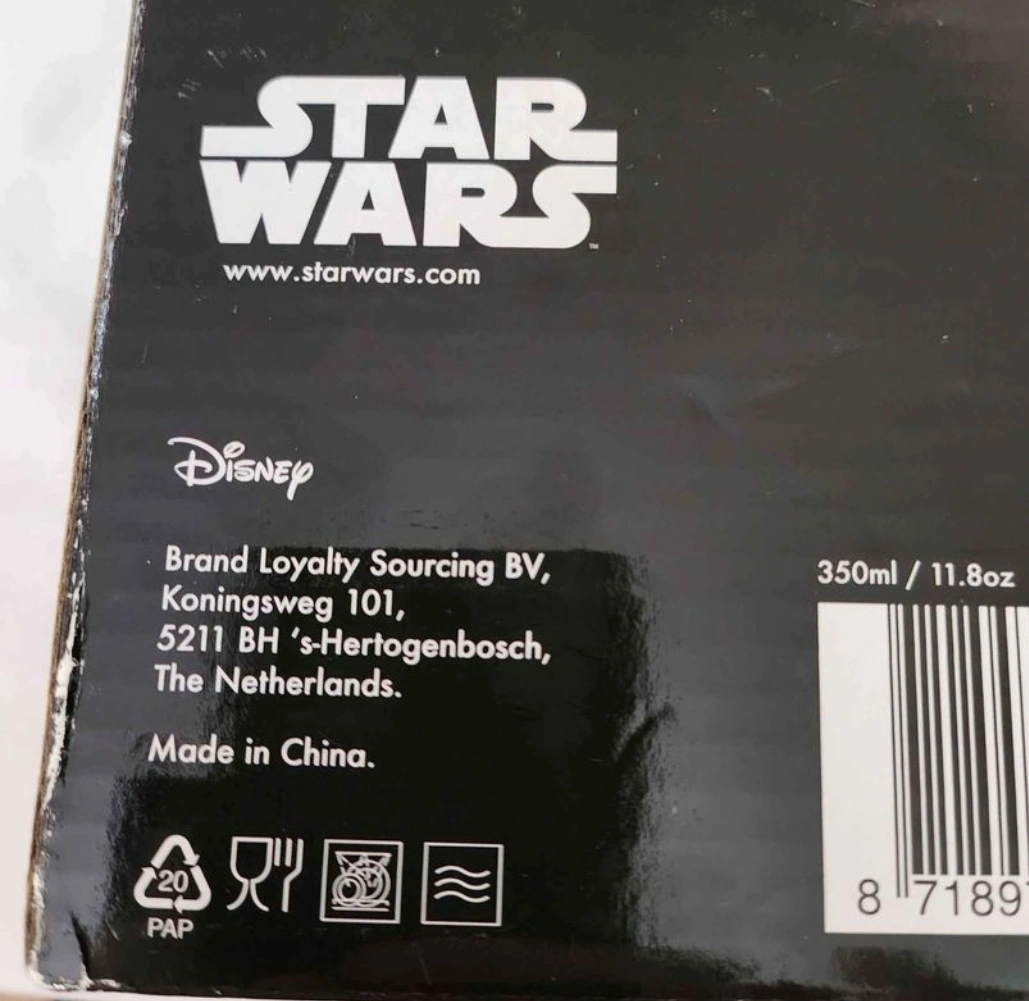 STAR
WARS™
www.starwars.com
Disney
Brand Loyalty Sourcing BV,
Koningsweg 101,
5211 BH 's-Hertogenbosch,
The Netherlands.
Made in China.
20
PAP
350ml / 11.8oz
8 7189